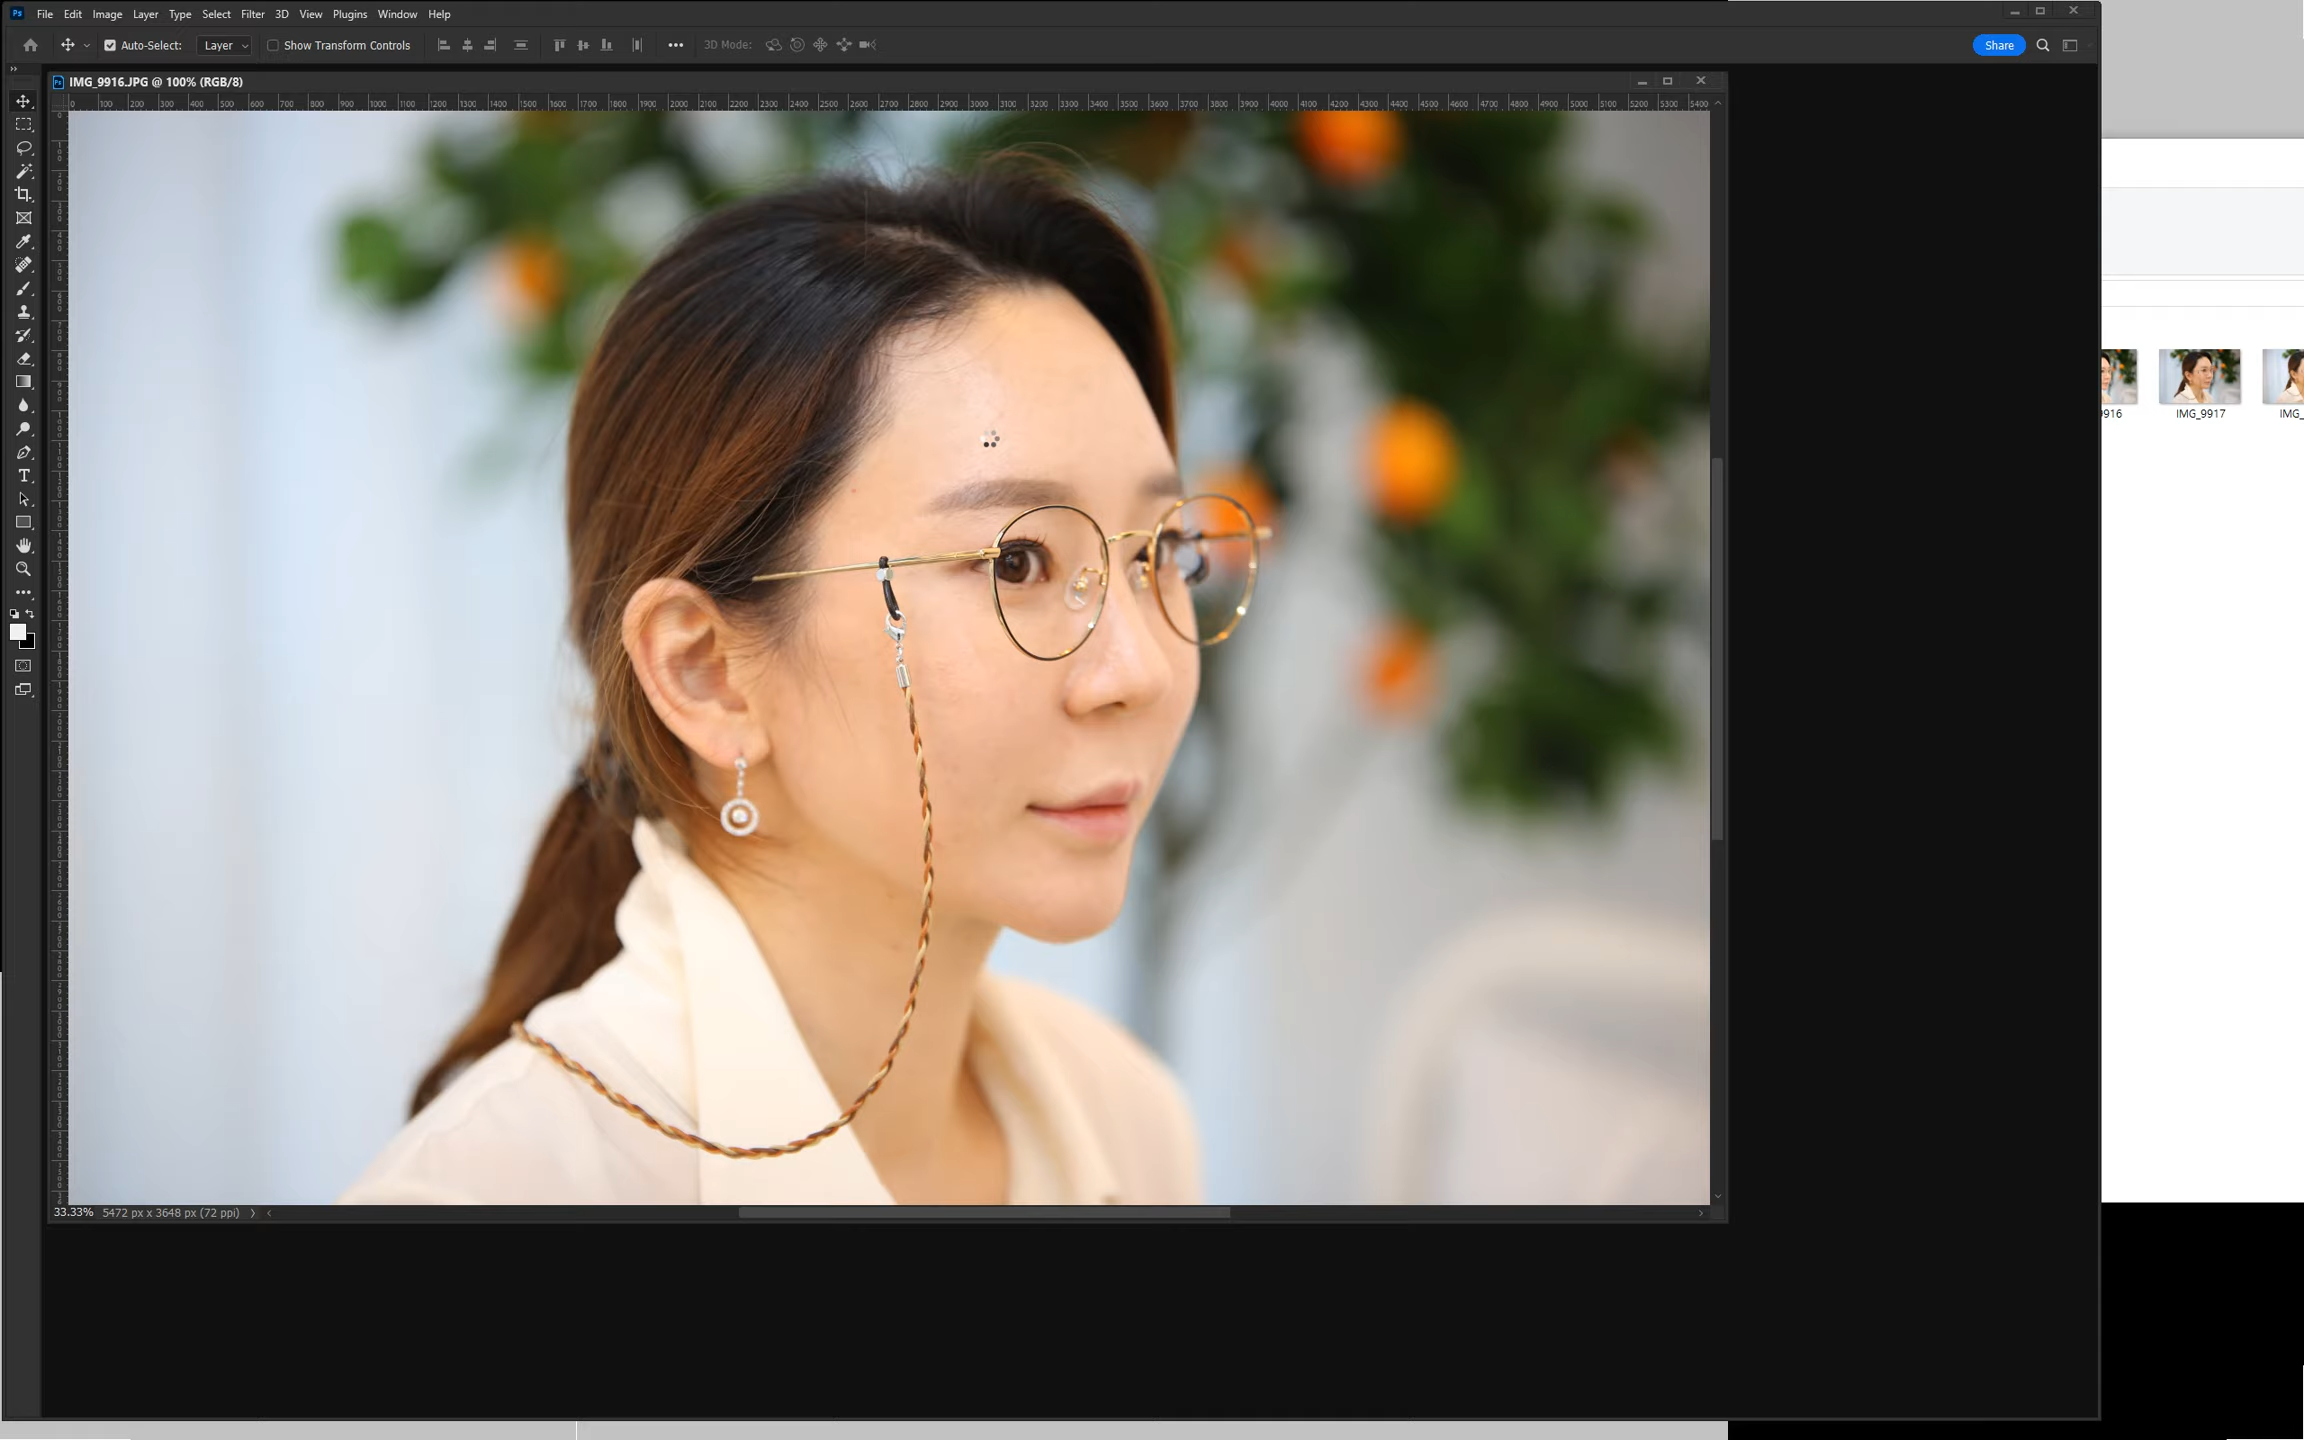 Ps File Edit Image Layer Type Select Filter 3D View Plugins Window Help
Auto-Select: Layer Show Transform Controls ••• 3D Mode: Share
IMG_9916.JPG @ 100% (RGB/8)
0 100 200 300 400 500 600 700 800 900 1000 1100 1200 1300 1400 1500 1600 1700 1800 1900 2000 2100 2200 2300 2400 2500 2600 2700 2800 2900 3000 3100 3200 3300 3400 3500 3600 3700 3800 3900 4000 4100 4200 4300 4400 4500 4600 4700 4800 4900 5000 5100 5200 5300 5400
9916 IMG_9917 IMG_
33.33% 5472 px x 3648 px (72 ppi)